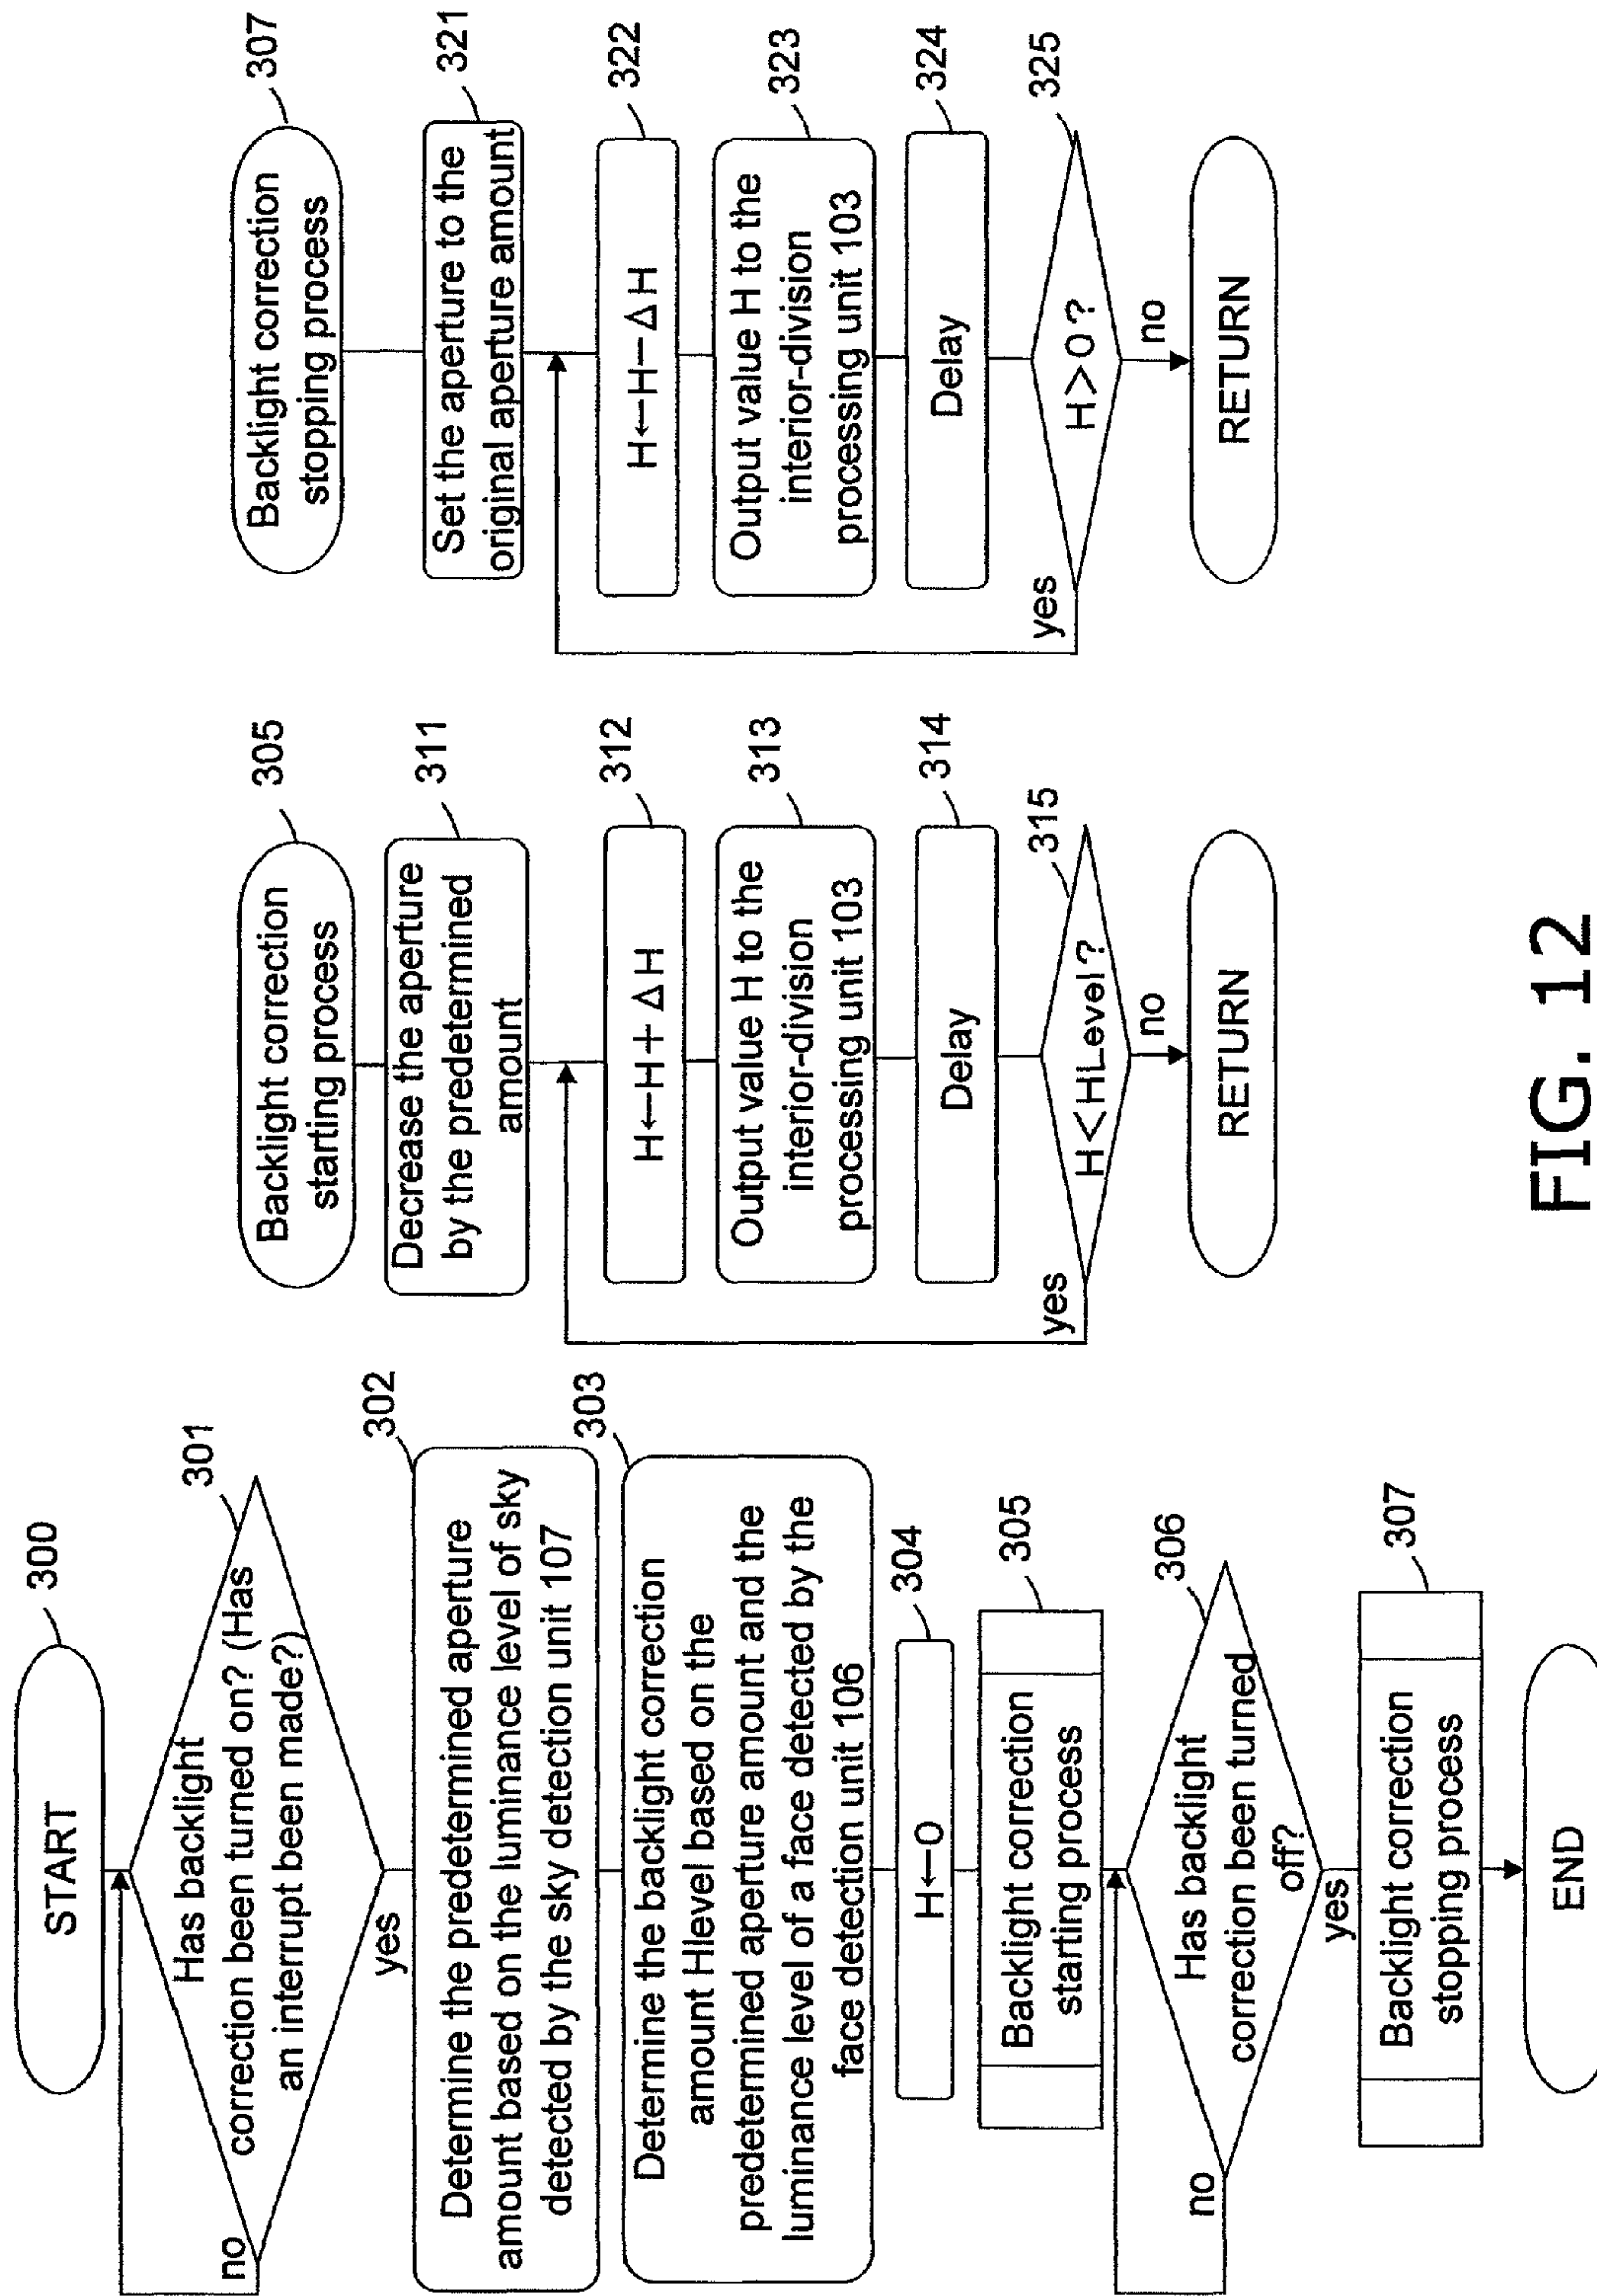 START
300
Has backlight
correction been turned on? (Has
an interrupt been made?)
301
no
yes
302
Determine the predetermined aperture
amount based on the luminance level of sky
detected by the sky detection unit 107
303
Determine the backlight correction
amount Hlevel based on the
predetermined aperture amount and the
luminance level of a face detected by the
face detection unit 106
304
H←O
305
Backlight correction
starting process
306
Has backlight
correction been turned
off?
no
yes
307
Backlight correction
stopping process
END
305
Backlight correction
starting process
311
Decrease the aperture
by the predetermined
amount
312
H←H+ΔH
313
Output value H to the
interior-division
processing unit 103
314
Delay
315
H<HLevel?
yes
no
RETURN
307
Backlight correction
stopping process
321
Set the aperture to the
original aperture amount
322
H←H−ΔH
323
Output value H to the
interior-division
processing unit 103
324
Delay
325
H>O?
yes
no
RETURN
FIG. 12